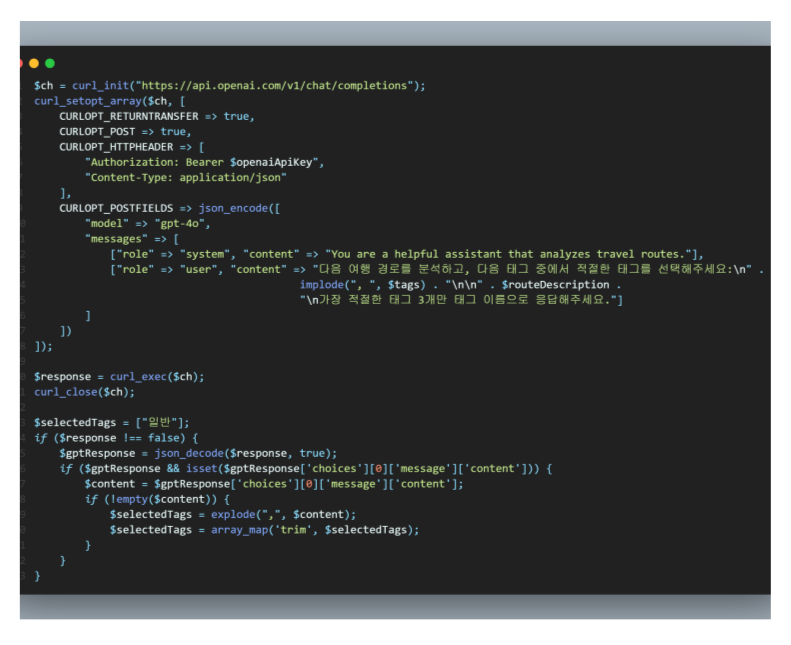 $ch = curl_init("https://api.openai.com/v1/chat/completions");
curl_setopt_array($ch, [
    CURLOPT_RETURNTRANSFER => true,
    CURLOPT_POST => true,
    CURLOPT_HTTPHEADER => [
        "Authorization: Bearer $openaiApiKey",
        "Content-Type: application/json"
    ],
    CURLOPT_POSTFIELDS => json_encode([
        "model" => "gpt-4o",
        "messages" => [
            ["role" => "system", "content" => "You are a helpful assistant that analyzes travel routes."],
            ["role" => "user", "content" => "다음 여행 경로를 분석하고, 다음 태그 중에서 적절한 태그를 선택해주세요:\n" .
                                          implode(", ", $tags) . "\n\n" . $routeDescription .
                                          "\n가장 적절한 태그 3개만 태그 이름으로 응답해주세요."]
        ]
    ])
]);
$response = curl_exec($ch);
curl_close($ch);
$selectedTags = ["일반"];
if ($response !== false) {
    $gptResponse = json_decode($response, true);
    if ($gptResponse && isset($gptResponse['choices'][0]['message']['content'])) {
        $content = $gptResponse['choices'][0]['message']['content'];
        if (!empty($content)) {
            $selectedTags = explode(",", $content);
            $selectedTags = array_map('trim', $selectedTags);
        }
    }
}